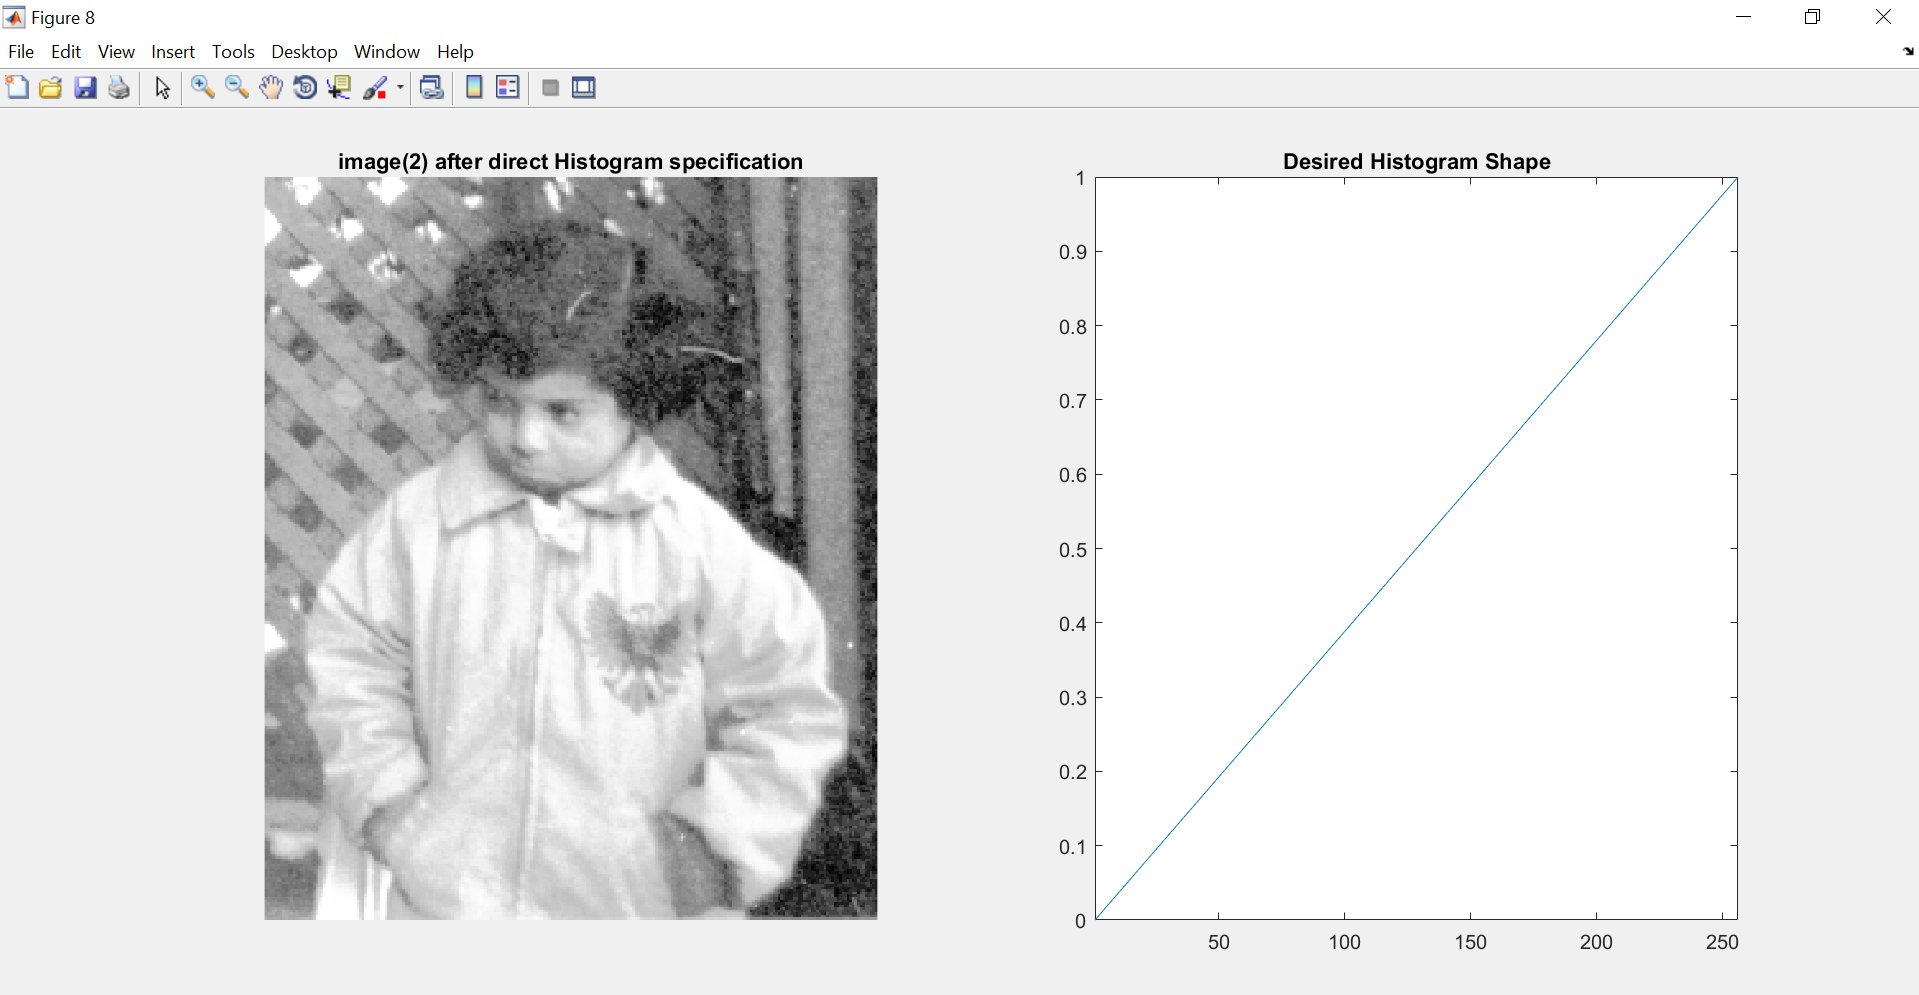 Figure 8
File Edit View Insert Tools Desktop Window Help
image(2) after direct Histogram specification
Desired Histogram Shape
1
0.9
0.8
0.7
0.6
0.5
0.4
0.3
0.2
0.1
0
50 100 150 200 250